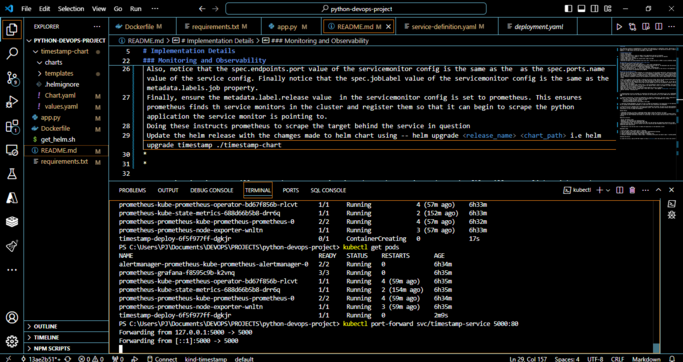 File Edit Selection View Go Run ...
python-devops-project
EXPLORER
PYTHON-DEVOPS-PROJECT
timestamp-chart
charts
templates
.helmignore
Chart.yaml M
values.yaml M
app.py M
Dockerfile M
get_helm.sh
README.md M
requirements.txt M
OUTLINE
TIMELINE
NPM SCRIPTS
Dockerfile M
requirements.txt M
app.py M
README.md M
service-definition.yaml M
deployment.yaml
README.md > # Implementation Details > ### Monitoring and Observability
5 # Implementation Details
22 ### Monitoring and Observability
26 Also, notice that the spec.endpoints.port value of the servicemonitor config is the same as the as the spec.ports.name value of the service config. Finally notice that the spec.jobLabel value of the servicemonitor config is the same as the metadata.labels.job property.
27 Finally, ensure the metadata.label.release value in the servicemonitor config is set to prometheus. This ensures prometheus finds this service monitors in the cluster and register them so that it can begin to scrape the python application the service monitor is pointing to.
28 Doing these instructs prometheus to scrape the target behind the service in question
29 Update the helm release with the changes made to helm chart using -- helm upgrade <release_name> <chart_path> i.e helm upgrade timestamp ./timestamp-chart
30 *
31 *
32
PROBLEMS OUTPUT DEBUG CONSOLE TERMINAL PORTS SQL CONSOLE
kubectl
prometheus-kube-prometheus-operator-bd67f856b-rlcvt 1/1 Running 4 (57m ago) 6h33m
prometheus-kube-state-metrics-688d66b5b8-drr6q 1/1 Running 2 (152m ago) 6h33m
prometheus-prometheus-kube-prometheus-prometheus-0 2/2 Running 4 (57m ago) 6h32m
prometheus-prometheus-node-exporter-wnltn 1/1 Running 3 (57m ago) 6h33m
timestamp-deploy-6f5f977ff-dgkjr 0/1 ContainerCreating 0 17s
PS C:\Users\PJ\Documents\DEVOPS\PROJECTS\python-devops-project> kubectl get pods
NAME READY STATUS RESTARTS AGE
alertmanager-prometheus-kube-prometheus-alertmanager-0 2/2 Running 0 6h34m
prometheus-grafana-f8595c9b-k2vnq 3/3 Running 0 6h35m
prometheus-kube-prometheus-operator-bd67f856b-rlcvt 1/1 Running 4 (59m ago) 6h35m
prometheus-kube-state-metrics-688d66b5b8-drr6q 1/1 Running 2 (154m ago) 6h35m
prometheus-prometheus-kube-prometheus-prometheus-0 2/2 Running 4 (59m ago) 6h34m
prometheus-prometheus-node-exporter-wnltn 1/1 Running 3 (59m ago) 6h35m
timestamp-deploy-6f5f977ff-dgkjr 1/1 Running 0 2m9s
PS C:\Users\PJ\Documents\DEVOPS\PROJECTS\python-devops-project> kubectl port-forward svc/timestamp-service 5000:80
Forwarding from 127.0.0.1:5000 -> 5000
Forwarding from [::1]:5000 -> 5000
13ae2b51*+ 0 0 0 Connect kind-timestamp default
Ln 29, Col 157 Spaces: 4 UTF-8 CRLF Markdown